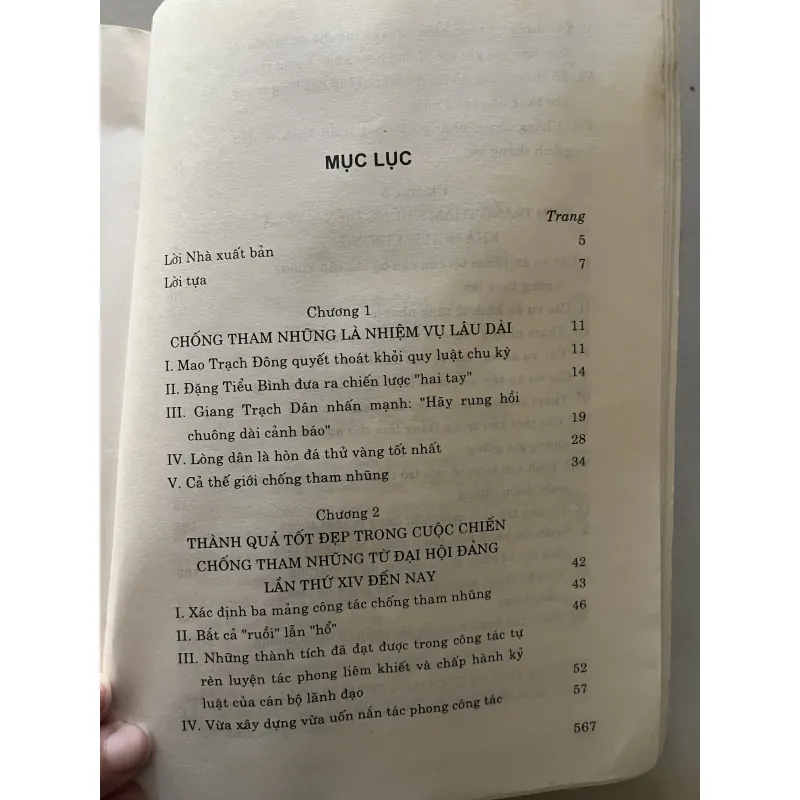 MỤC LỤC
Trang
Lời Nhà xuất bản 5
Lời tựa 7
Chương 1
CHỐNG THAM NHŨNG LÀ NHIỆM VỤ LÂU DÀI 11
I. Mao Trạch Đông quyết thoát khỏi quy luật chu kỳ 11
II. Đặng Tiểu Bình đưa ra chiến lược "hai tay" 14
III. Giang Trạch Dân nhấn mạnh: "Hãy rung hồi
chuông dài cảnh báo" 19
IV. Lòng dân là hòn đá thử vàng tốt nhất 28
V. Cả thế giới chống tham nhũng 34
Chương 2
THÀNH QUẢ TỐT ĐẸP TRONG CUỘC CHIẾN
CHỐNG THAM NHŨNG TỪ ĐẠI HỘI ĐẢNG
LẦN THỨ XIV ĐẾN NAY 42
I. Xác định ba mảng công tác chống tham nhũng 43
II. Bắt cả "ruồi" lẫn "hổ" 46
III. Những thành tích đã đạt được trong công tác tự
rèn luyện tác phong liêm khiết và chấp hành kỷ
luật của cán bộ lãnh đạo 52
IV. Vừa xây dựng vừa uốn nắn tác phong công tác 57
567